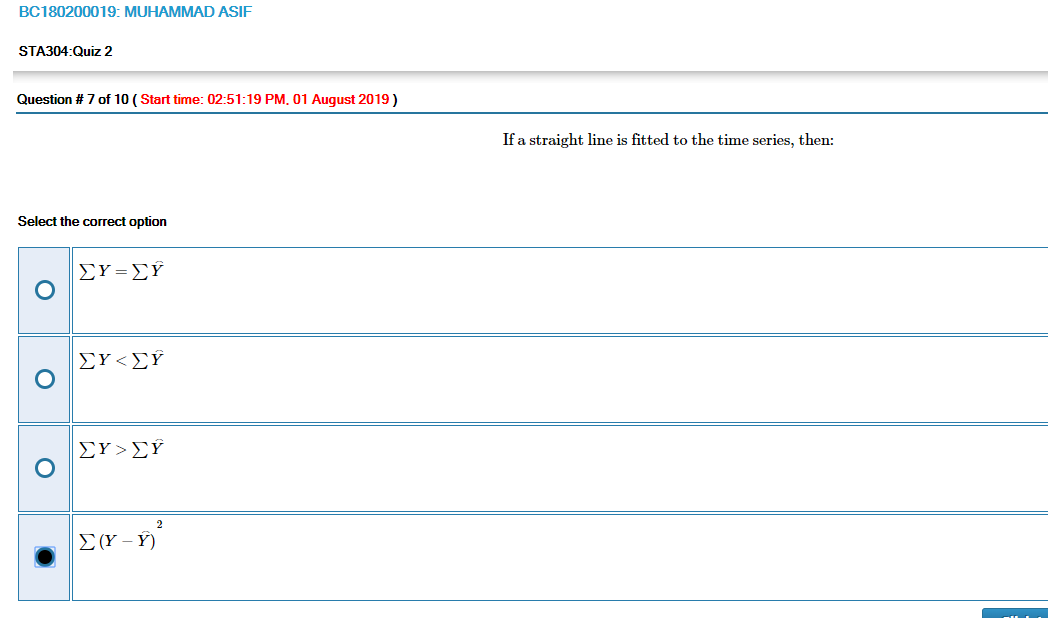 BC180200019: MUHAMMAD ASIF
STA304:Quiz 2
Question # 7 of 10 ( Start time: 02:51:19 PM, 01 August 2019 )
If a straight line is fitted to the time series, then:
Select the correct option
∑Y = ∑Ŷ
∑Y < ∑Ŷ
∑Y > ∑Ŷ
∑(Y − Ŷ)²